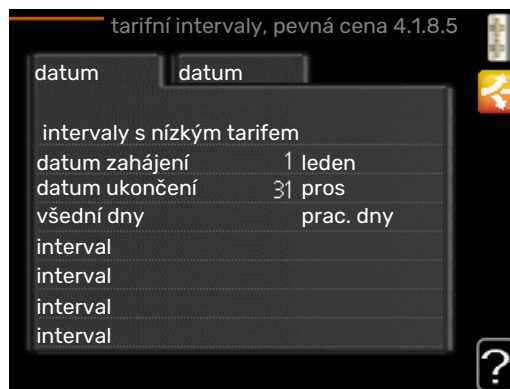 tarifní intervaly, pevná cena 4.1.8.5
datum datum
intervaly s nízkým tarifem
datum zahájení 1 leden
datum ukončení 31 pros
všední dny prac. dny
interval
interval
interval
interval
?